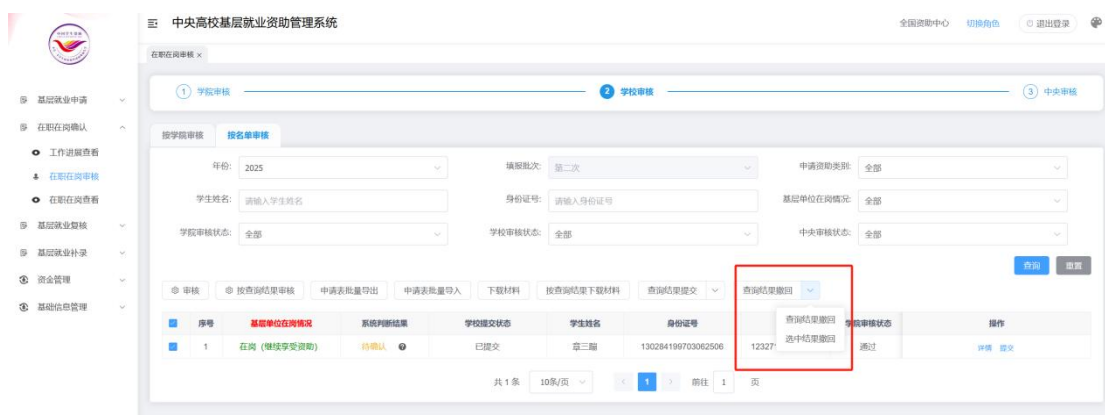 中央高校基层就业资助管理系统
全国资助中心 切换角色 退出登录
在职在岗审核 ×
基层就业申请
在职在岗确认
工作进展查看
在职在岗审核
在职在岗查看
基层就业复核
基层就业补录
资金管理
基础信息管理
1 学院审核 2 学校审核 3 中央审核
按学院审核 按名单审核
年份: 2025 填报批次: 第二次 申请资助类别: 全部
学生姓名: 请输入学生姓名 身份证号: 请输入身份证号 基层单位在岗情况: 全部
学院审核状态: 全部 学校审核状态: 全部 中央审核状态: 全部
查询 重置
审核 按查询结果审核 申请表批量导出 申请表批量导入 下载材料 按查询结果下载材料 查询结果提交 查询结果撤回
查询结果撤回
选中结果撤回
序号 基层单位在岗情况 系统判断结果 学校提交状态 学生姓名 身份证号 学院审核状态 操作
1 在岗（继续享受资助） 待确认 已提交 章三丰 130284199703062506 12327 通过 详情 提交
共 1 条 10条/页 1 前往 1 页